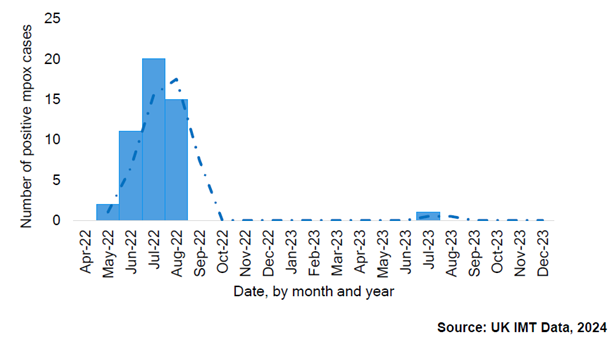 Number of positive mpox cases
25
20
15
10
5
0
Apr-22
May-22
Jun-22
Jul-22
Aug-22
Sep-22
Oct-22
Nov-22
Dec-22
Jan-23
Feb-23
Mar-23
Apr-23
May-23
Jun-23
Jul-23
Aug-23
Sep-23
Oct-23
Nov-23
Dec-23
Date, by month and year
Source: UK IMT Data, 2024